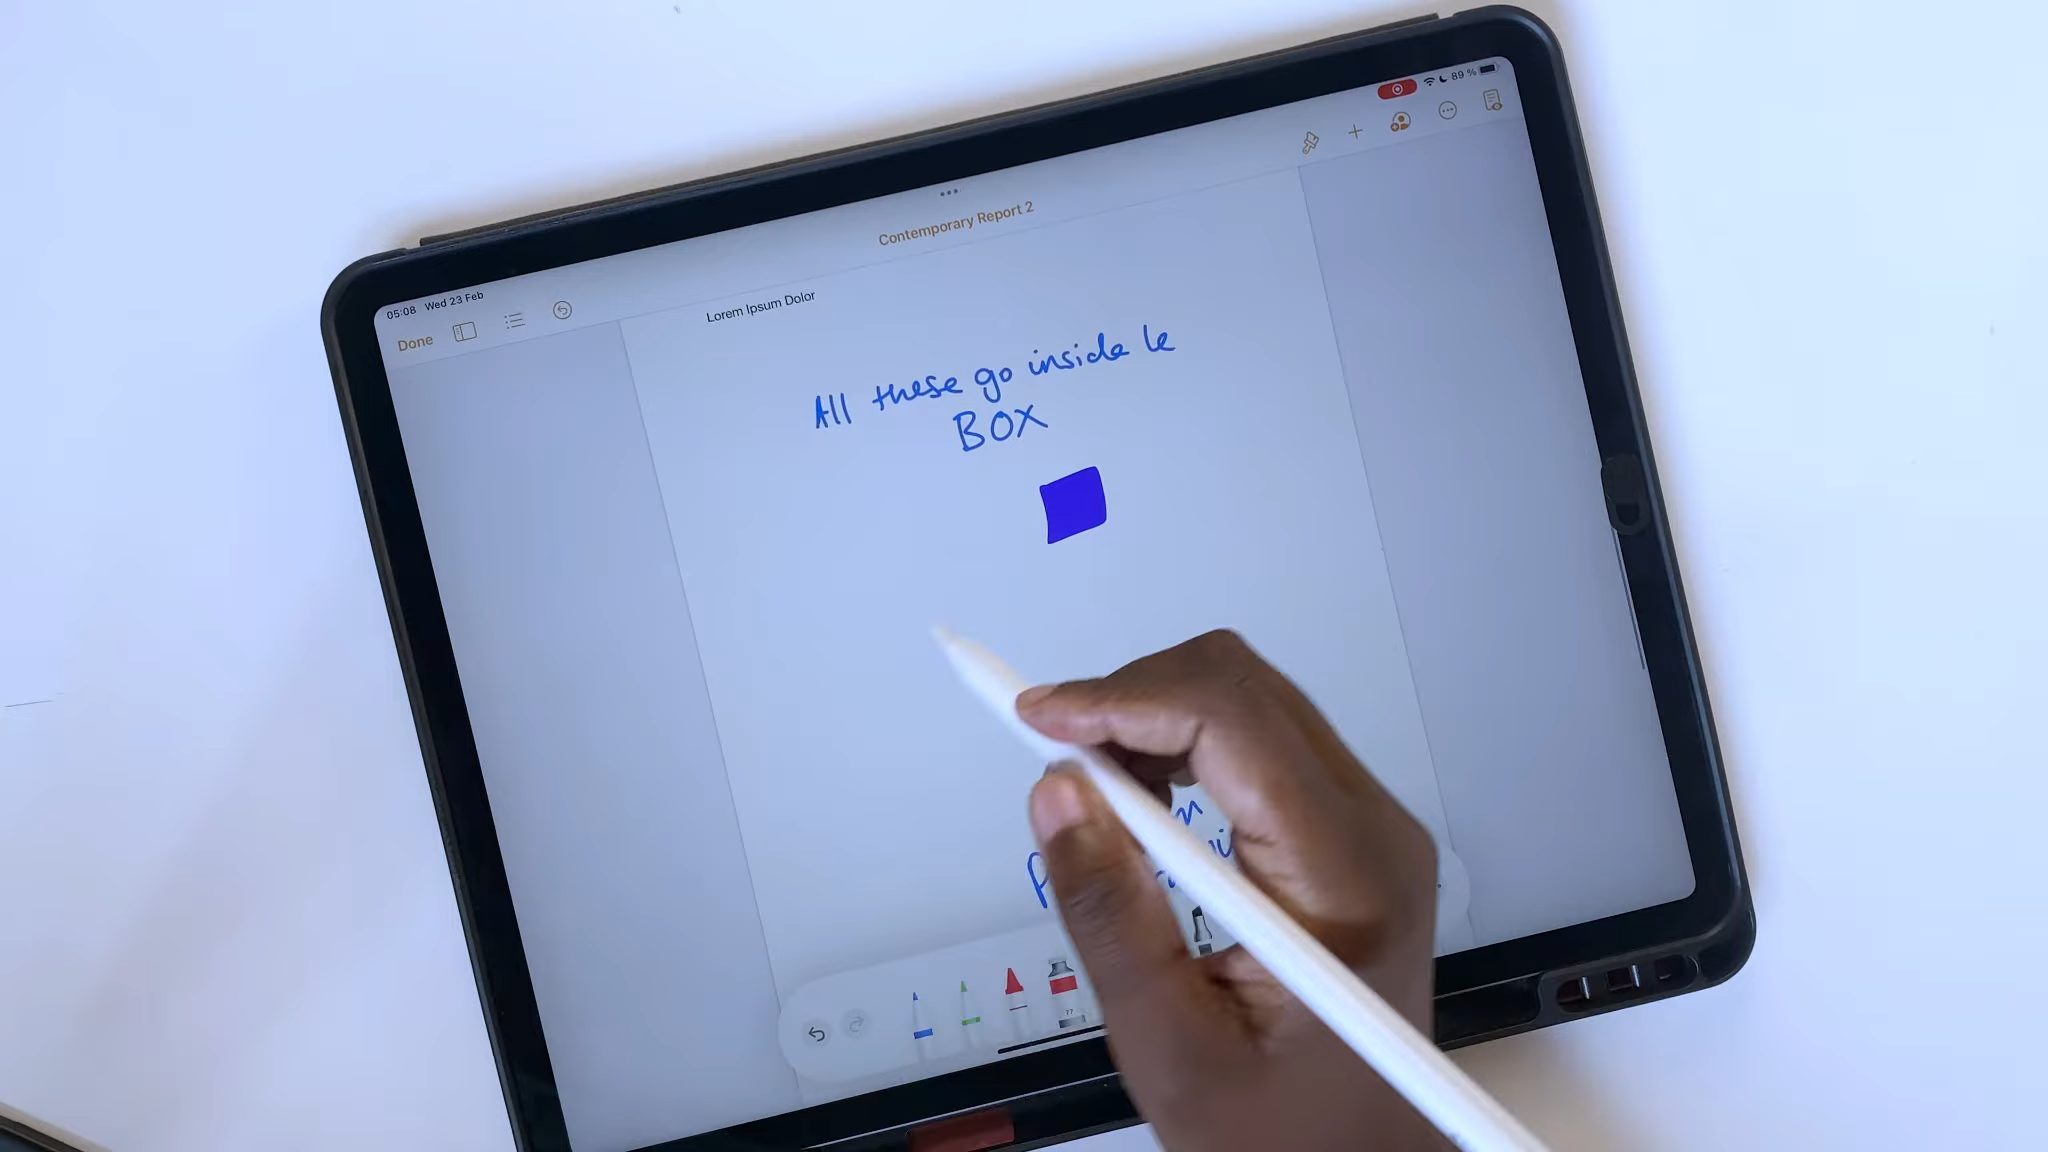 89 %
Contemporary Report 2
05:08 Wed 23 Feb
Done
Lorem Ipsum Dolor
All these go inside le
BOX
77